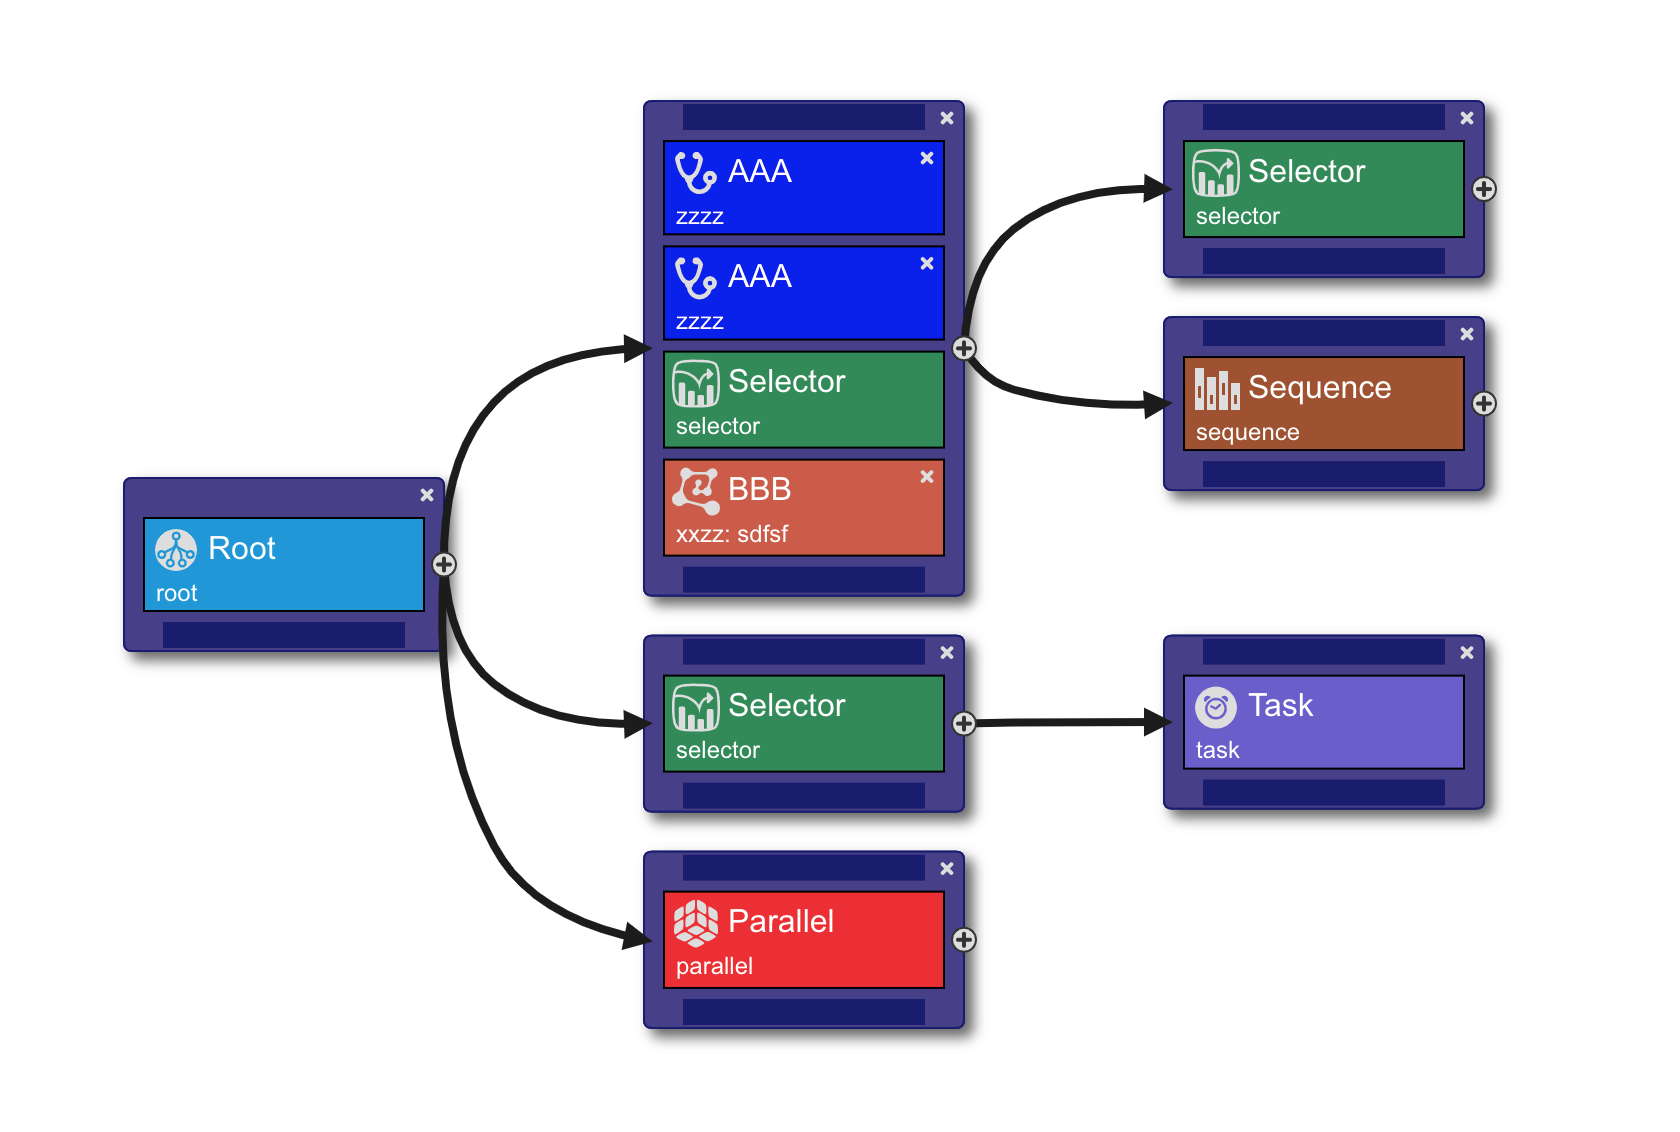 Root
root
AAA
zzzz
AAA
zzzz
Selector
selector
BBB
xxzz: sdfsf
Selector
selector
Parallel
parallel
Selector
selector
Sequence
sequence
Task
task